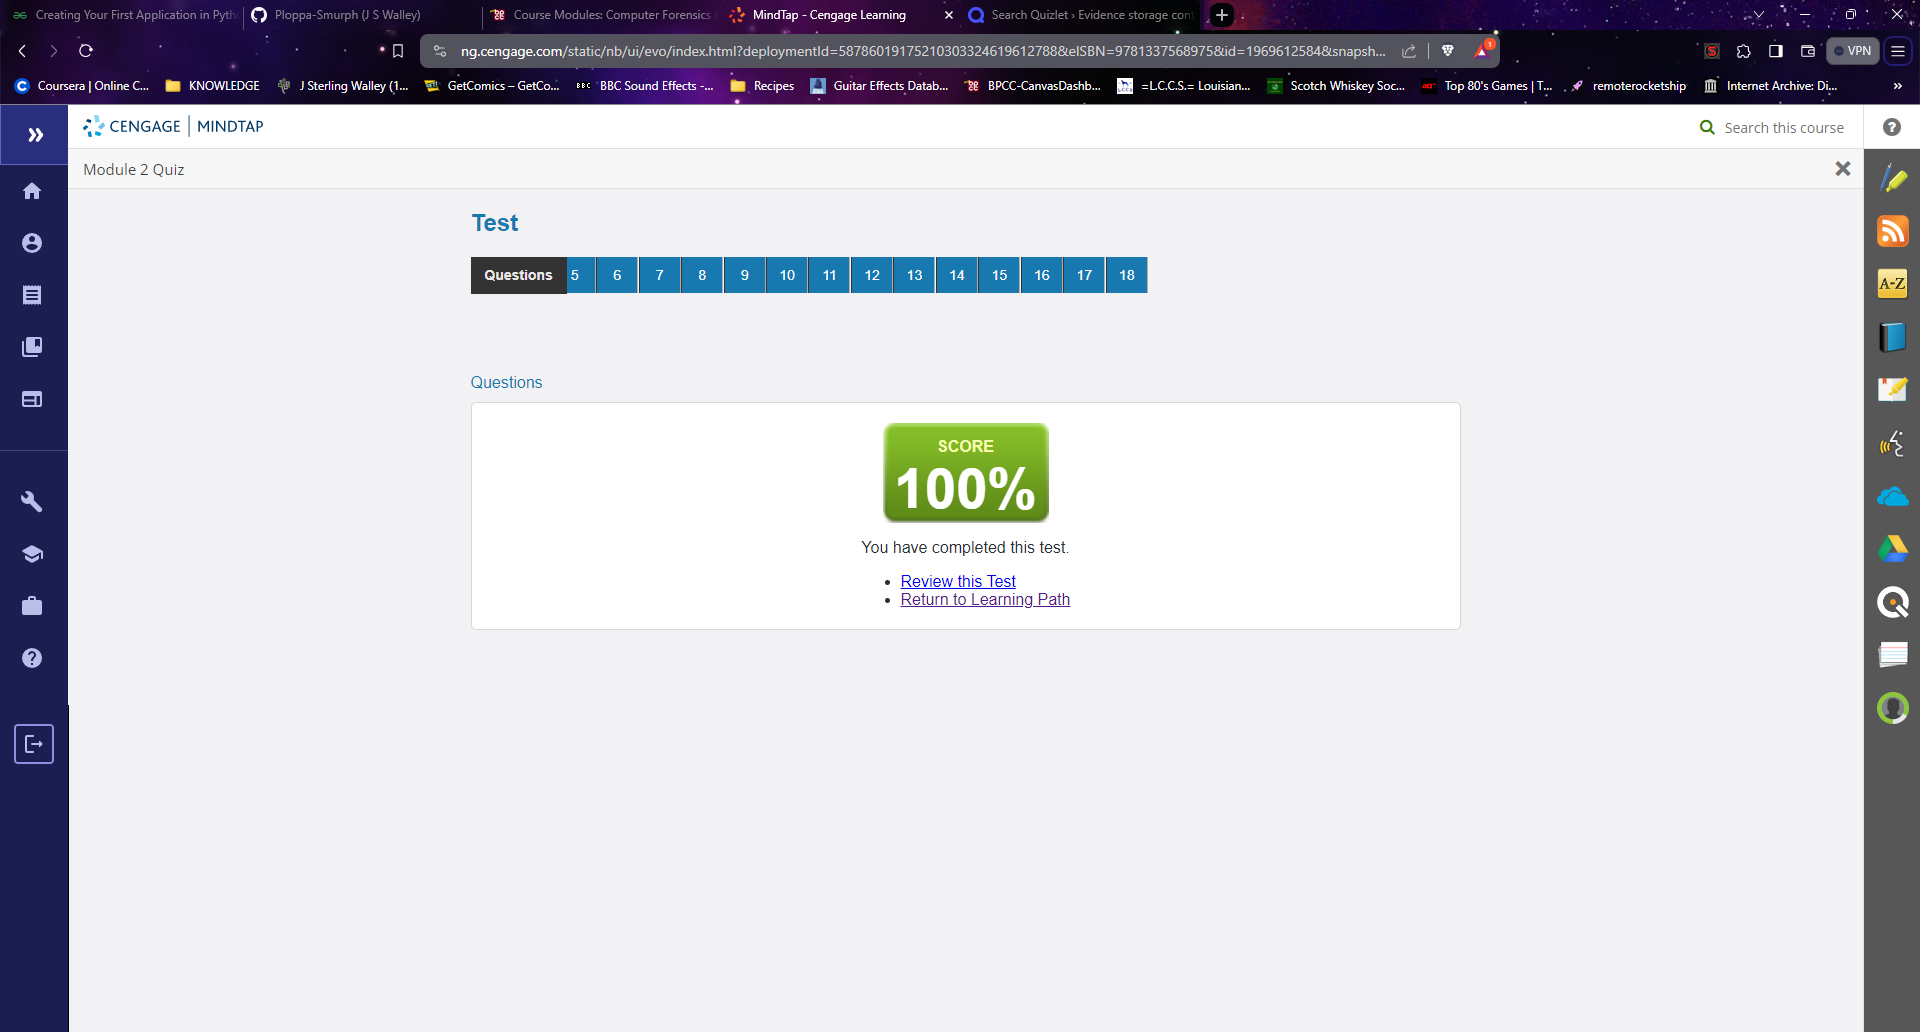 Creating Your First Application in Pyth
Ploppa-Smurph (J S Walley)
Course Modules: Computer Forensics
MindTap - Cengage Learning
Search Quizlet › Evidence storage cont
ng.cengage.com/static/nb/ui/evo/index.html?deploymentId=5878601917521030332461961​2788&eISBN=9781337568975&id=1969612584&snapsh...
1
VPN
Coursera | Online C...
KNOWLEDGE
J Sterling Walley (1...
GetComics – GetCo...
BBC
BBC Sound Effects -...
Recipes
Guitar Effects Datab...
BPCC-CanvasDashb...
=L.C.C.S.= Louisian...
Scotch Whiskey Soc...
Top 80's Games | T...
remoterocketship
Internet Archive: Di...
CENGAGE | MINDTAP
Search this course
Module 2 Quiz
Test
Questions 5 6 7 8 9 10 11 12 13 14 15 16 17 18
A-Z
Questions
SCORE
100%
You have completed this test.
• Review this Test
• Return to Learning Path